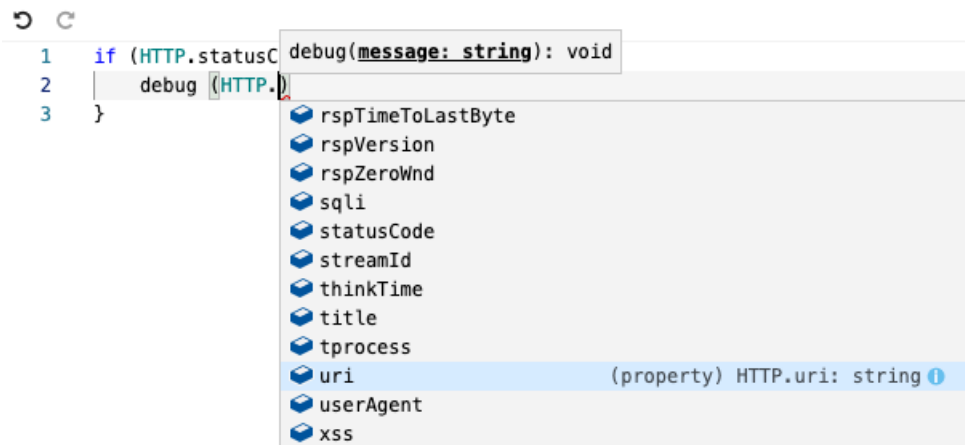 debug(message: string): void
1 if (HTTP.statusC
2 debug (HTTP.)
3 }
rspTimeToLastByte
rspVersion
rspZeroWnd
sqli
statusCode
streamId
thinkTime
title
tprocess
uri (property) HTTP.uri: string
userAgent
xss